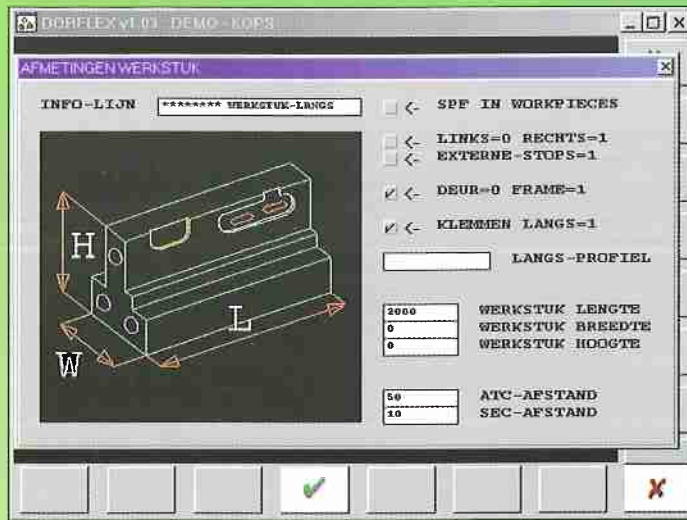 DORFLEX v1.03 DEMO-KOPS
AFMETINGEN WERKSTUK
INFO-LIJN ******** WERKSTUK-LANGS
<- SPF IN WORKPIECES
<- LINKS=0 RECHTS=1
<- EXTERNE-STOPS=1
<- DEUR=0 FRAME=1
<- KLEMMEN LANGS=1
LANGS-PROFIEL
2000 WERKSTUK LENGTE
0 WERKSTUK BREEDTE
0 WERKSTUK HOOGTE
50 ATC-AFSTAND
10 SEC-AFSTAND
H
L
W